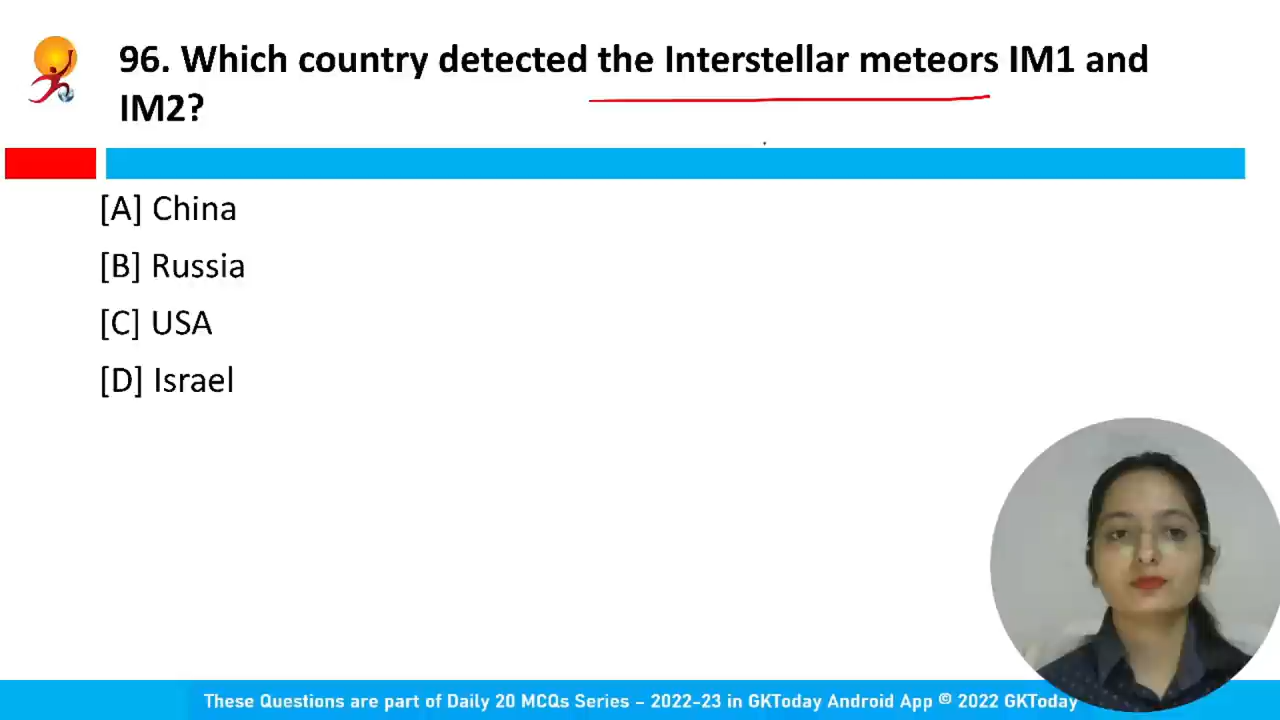 96. Which country detected the Interstellar meteors IM1 and
IM2?
[A] China
[B] Russia
[C] USA
[D] Israel
These Questions are part of Daily 20 MCQs Series – 2022-23 in GKToday Android App © 2022 GKToday